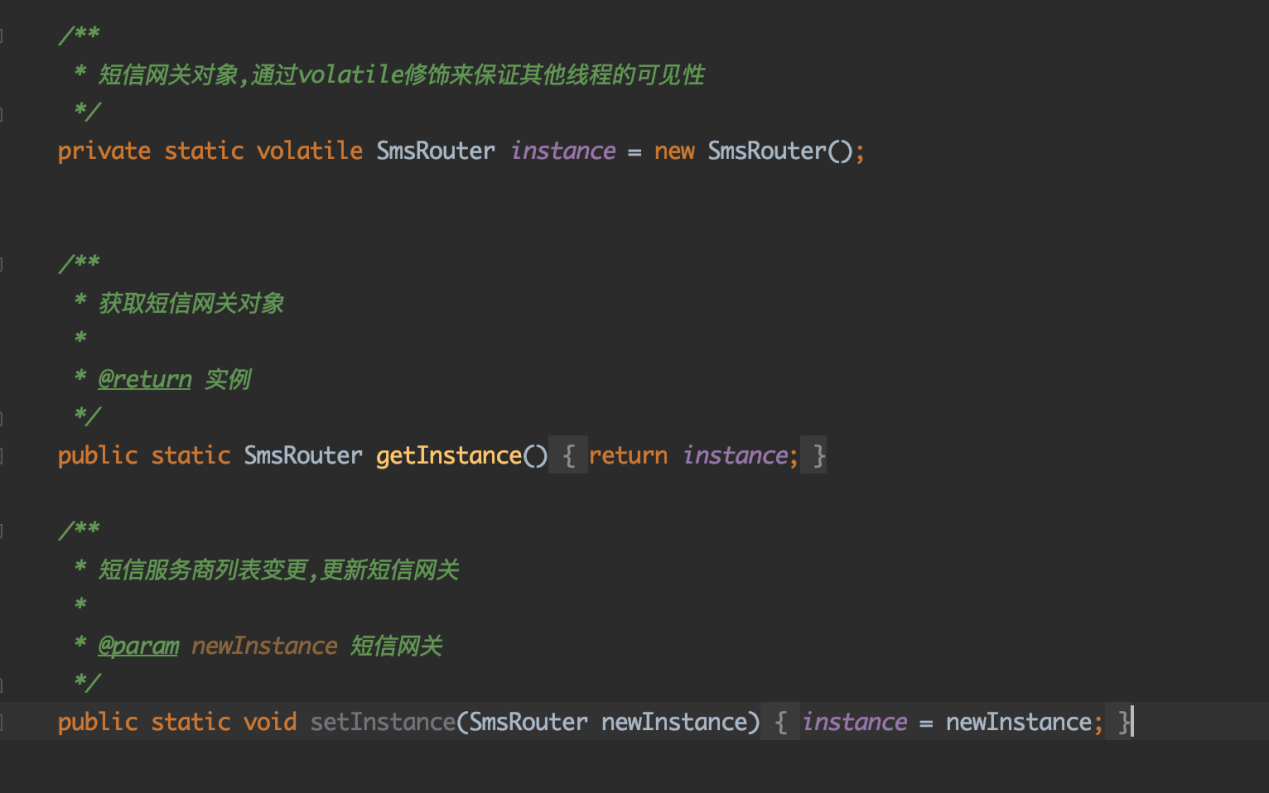 /**
* 短信网关对象,通过volatile修饰来保证其他线程的可见性
*/
private static volatile SmsRouter instance = new SmsRouter();
/**
* 获取短信网关对象
*
* @return 实例
*/
public static SmsRouter getInstance() { return instance; }
/**
* 短信服务商列表变更,更新短信网关
*
* @param newInstance 短信网关
*/
public static void setInstance(SmsRouter newInstance) { instance = newInstance; }